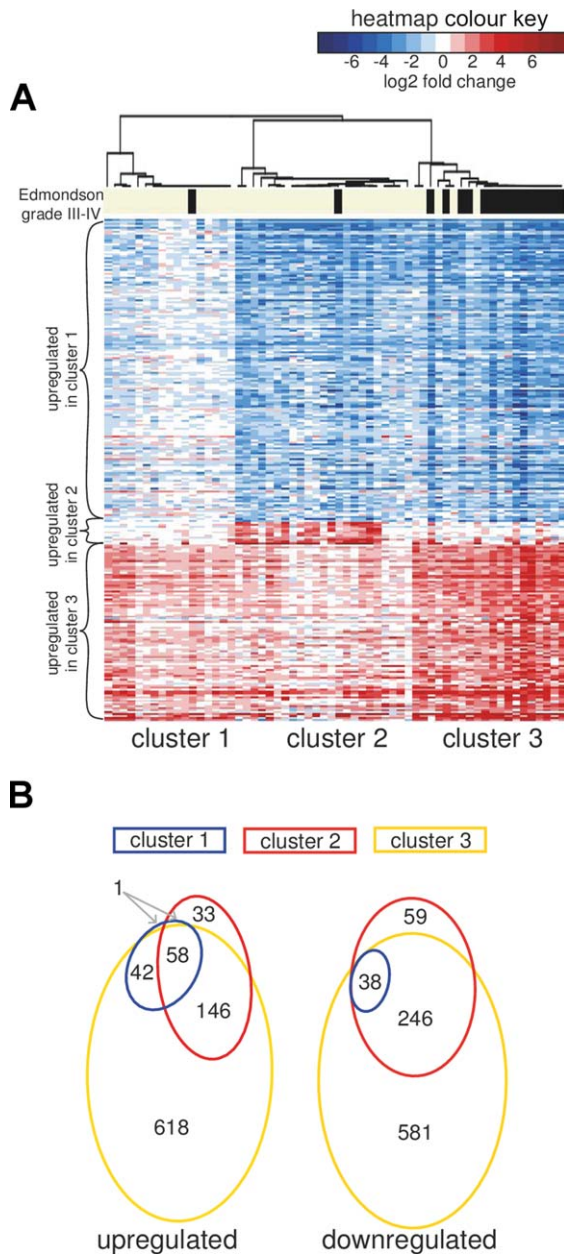 heatmap colour key
-6 -4 -2 0 2 4 6
log2 fold change
A
Edmondson
grade III-IV
upregulated
in cluster 1
upregulated
in cluster 2
upregulated
in cluster 3
cluster 1 cluster 2 cluster 3
B
cluster 1 cluster 2 cluster 3
1
33
42 58
146
618
59
38
246
581
upregulated downregulated